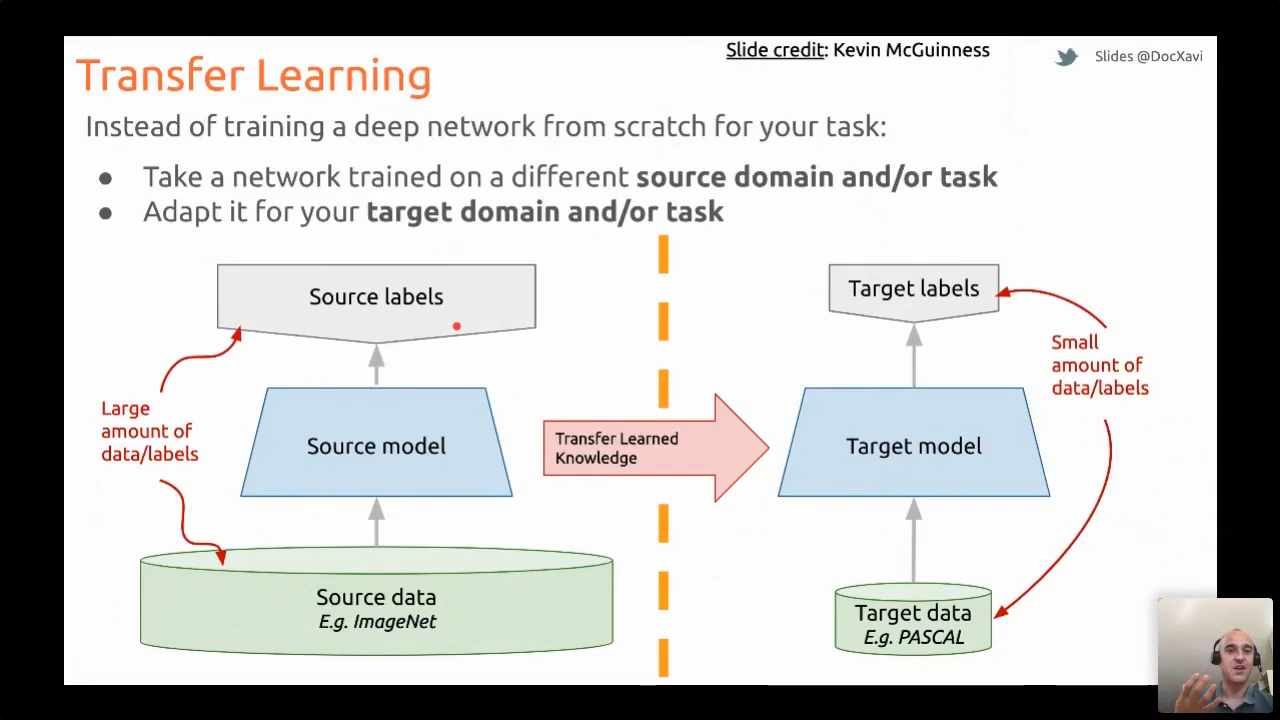 Slide credit: Kevin McGuinness
Slides @DocXavi
Transfer Learning
Instead of training a deep network from scratch for your task:
● Take a network trained on a different source domain and/or task
● Adapt it for your target domain and/or task
Source labels
Large
amount of
data/labels
Source model
Source data
E.g. ImageNet
Transfer Learned
Knowledge
Target labels
Small
amount of
data/labels
Target model
Target data
E.g. PASCAL